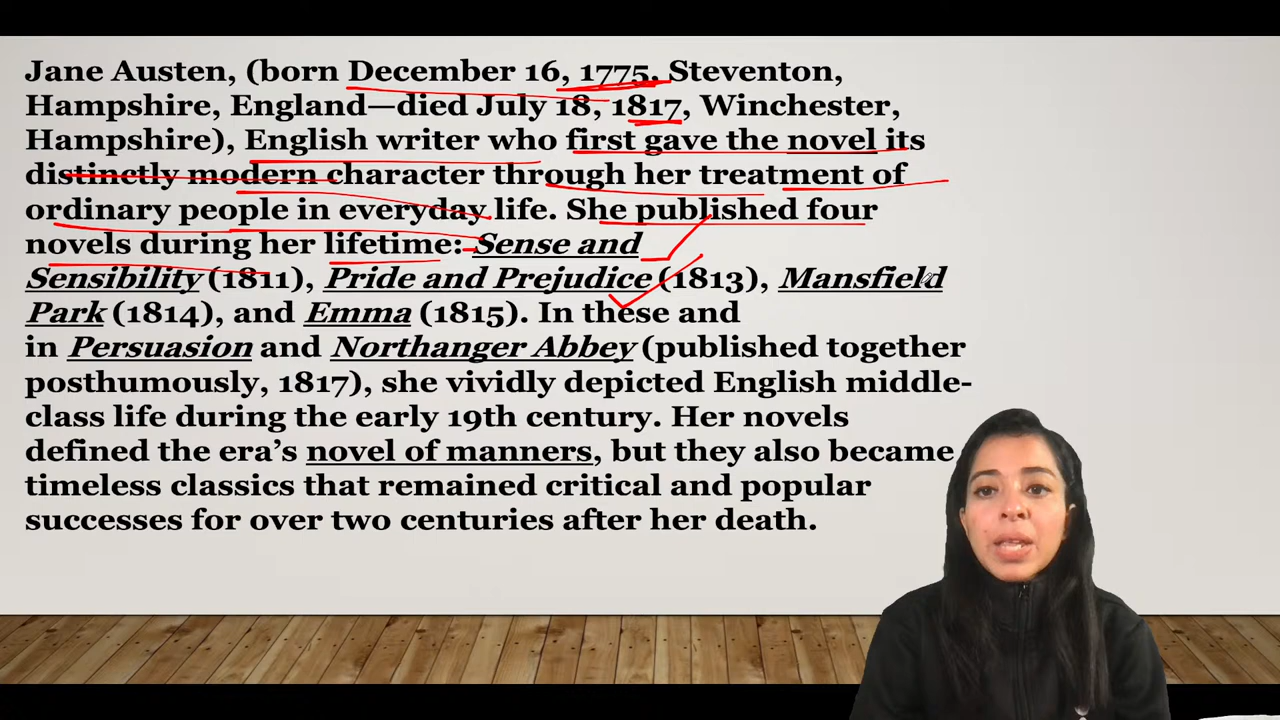 Jane Austen, (born December 16, 1775, Steventon,
Hampshire, England—died July 18, 1817, Winchester,
Hampshire), English writer who first gave the novel its
distinctly modern character through her treatment of
ordinary people in everyday life. She published four
novels during her lifetime: Sense and
Sensibility (1811), Pride and Prejudice (1813), Mansfield
Park (1814), and Emma (1815). In these and
in Persuasion and Northanger Abbey (published together
posthumously, 1817), she vividly depicted English middle-
class life during the early 19th century. Her novels
defined the era’s novel of manners, but they also became
timeless classics that remained critical and popular
successes for over two centuries after her death.